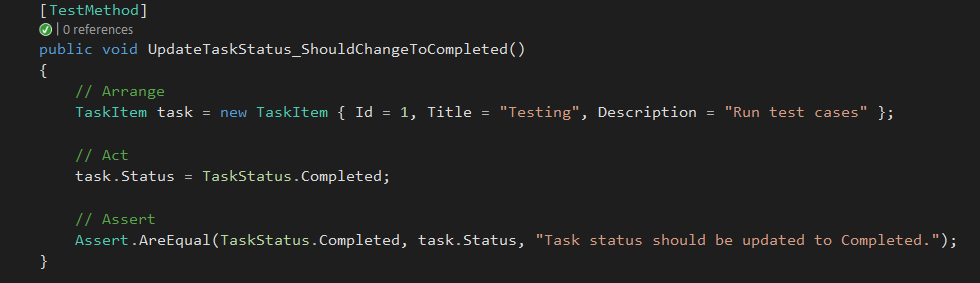 [TestMethod]
| 0 references
public void UpdateTaskStatus_ShouldChangeToCompleted()
{
// Arrange
TaskItem task = new TaskItem { Id = 1, Title = "Testing", Description = "Run test cases" };
// Act
task.Status = TaskStatus.Completed;
// Assert
Assert.AreEqual(TaskStatus.Completed, task.Status, "Task status should be updated to Completed.");
}